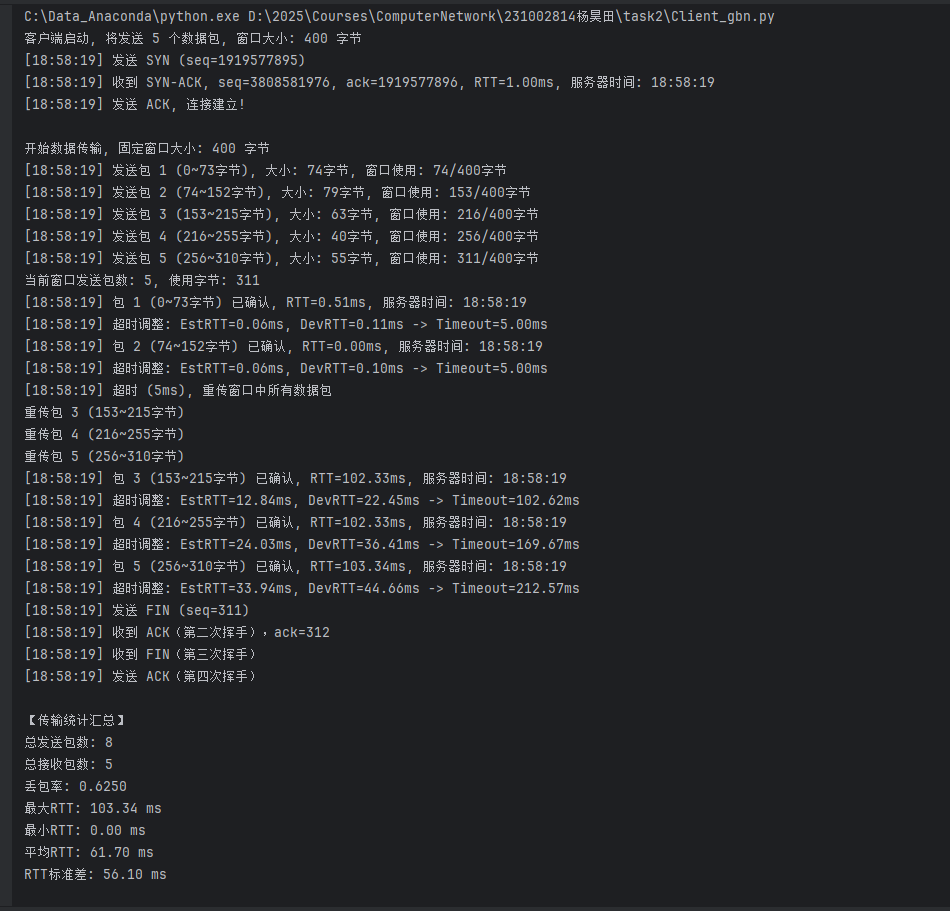 C:\Data_Anaconda\python.exe D:\2025\Courses\ComputerNetwork\231002814杨昊田\task2\Client_gbn.py
客户端启动, 将发送 5 个数据包, 窗口大小: 400 字节
[18:58:19] 发送 SYN (seq=1919577895)
[18:58:19] 收到 SYN-ACK, seq=3808581976, ack=1919577896, RTT=1.00ms, 服务器时间: 18:58:19
[18:58:19] 发送 ACK, 连接建立!
开始数据传输, 固定窗口大小: 400 字节
[18:58:19] 发送包 1 (0~73字节), 大小: 74字节, 窗口使用: 74/400字节
[18:58:19] 发送包 2 (74~152字节), 大小: 79字节, 窗口使用: 153/400字节
[18:58:19] 发送包 3 (153~215字节), 大小: 63字节, 窗口使用: 216/400字节
[18:58:19] 发送包 4 (216~255字节), 大小: 40字节, 窗口使用: 256/400字节
[18:58:19] 发送包 5 (256~310字节), 大小: 55字节, 窗口使用: 311/400字节
当前窗口发送包数: 5, 使用字节: 311
[18:58:19] 包 1 (0~73字节) 已确认, RTT=0.51ms, 服务器时间: 18:58:19
[18:58:19] 超时调整: EstRTT=0.06ms, DevRTT=0.11ms -> Timeout=5.00ms
[18:58:19] 包 2 (74~152字节) 已确认, RTT=0.00ms, 服务器时间: 18:58:19
[18:58:19] 超时调整: EstRTT=0.06ms, DevRTT=0.10ms -> Timeout=5.00ms
[18:58:19] 超时 (5ms), 重传窗口中所有数据包
重传包 3 (153~215字节)
重传包 4 (216~255字节)
重传包 5 (256~310字节)
[18:58:19] 包 3 (153~215字节) 已确认, RTT=102.33ms, 服务器时间: 18:58:19
[18:58:19] 超时调整: EstRTT=12.84ms, DevRTT=22.45ms -> Timeout=102.62ms
[18:58:19] 包 4 (216~255字节) 已确认, RTT=102.33ms, 服务器时间: 18:58:19
[18:58:19] 超时调整: EstRTT=24.03ms, DevRTT=36.41ms -> Timeout=169.67ms
[18:58:19] 包 5 (256~310字节) 已确认, RTT=103.34ms, 服务器时间: 18:58:19
[18:58:19] 超时调整: EstRTT=33.94ms, DevRTT=44.66ms -> Timeout=212.57ms
[18:58:19] 发送 FIN (seq=311)
[18:58:19] 收到 ACK（第二次挥手），ack=312
[18:58:19] 收到 FIN（第三次挥手）
[18:58:19] 发送 ACK（第四次挥手）
【传输统计汇总】
总发送包数: 8
总接收包数: 5
丢包率: 0.6250
最大RTT: 103.34 ms
最小RTT: 0.00 ms
平均RTT: 61.70 ms
RTT标准差: 56.10 ms